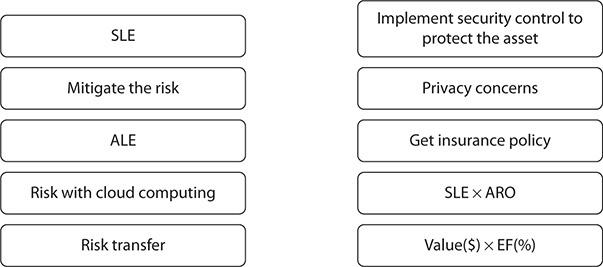 SLE
Mitigate the risk
ALE
Risk with cloud computing
Risk transfer
Implement security control to
protect the asset
Privacy concerns
Get insurance policy
SLE × ARO
Value($) × EF(%)